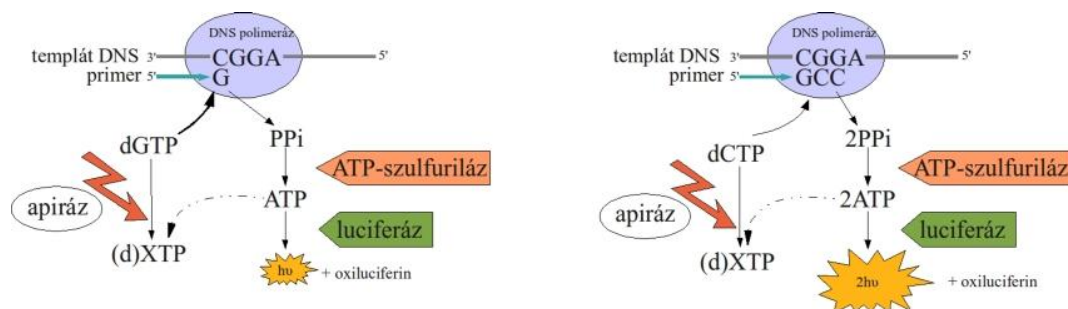 DNS polimeráz
templát DNS 3' CGGA 5'
primer 5' G
dGTP
PPi
ATP-szulfuriláz
apiráz
ATP
luciferáz
(d)XTP
hυ
+ oxiluciferin
DNS polimeráz
templát DNS 3' CGGA 5'
primer 5' GCC
dCTP
2PPi
ATP-szulfuriláz
apiráz
2ATP
luciferáz
(d)XTP
2hυ
+ oxiluciferin